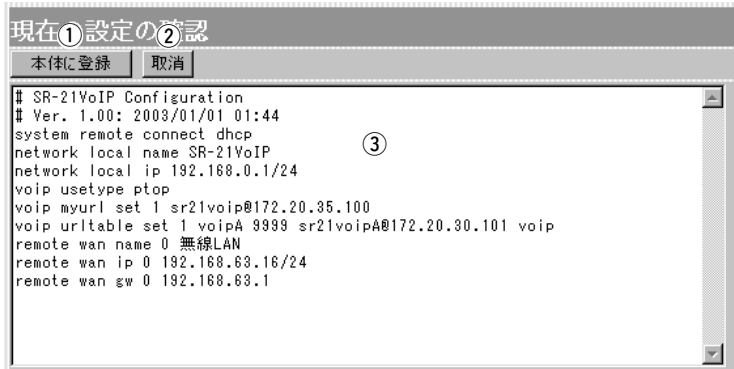 現在の設定の確認
① ②
本体に登録 取消
③
# SR-21VoIP Configuration
# Ver. 1.00: 2003/01/01 01:44
system remote connect dhcp
network local name SR-21VoIP
network local ip 192.168.0.1/24
voip usetype ptop
voip myurl set 1 sr21voip@172.20.35.100
voip urltable set 1 voipA 9999 sr21voipA@172.20.30.101 voip
remote wan name 0 無線LAN
remote wan ip 0 192.168.63.16/24
remote wan gw 0 192.168.63.1